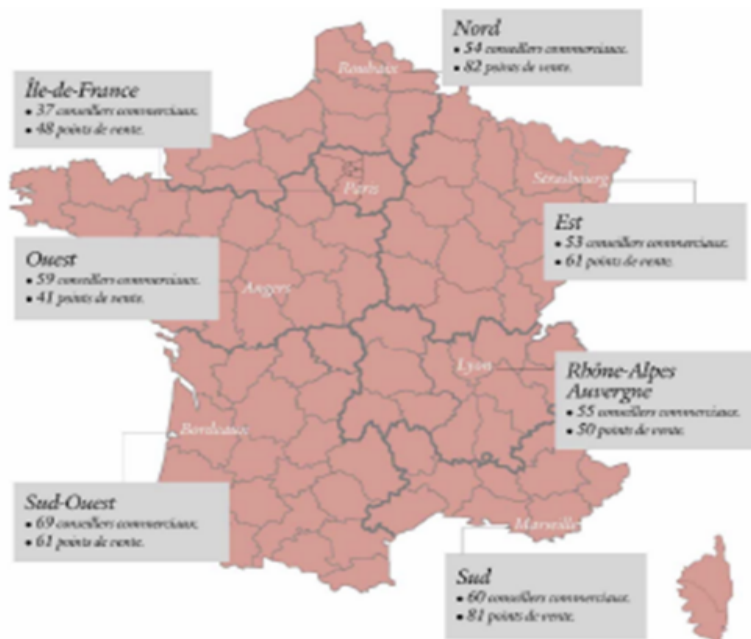 Nord
• 54 conseillers commerciaux.
• 82 points de vente.
Roubaix
Île-de-France
• 37 conseillers commerciaux.
• 48 points de vente.
Paris
Strasbourg
Est
• 53 conseillers commerciaux.
• 61 points de vente.
Ouest
• 59 conseillers commerciaux.
• 41 points de vente.
Angers
Lyon
Rhône-Alpes
Auvergne
• 55 conseillers commerciaux.
• 50 points de vente.
Bordeaux
Sud-Ouest
• 69 conseillers commerciaux.
• 61 points de vente.
Marseille
Sud
• 60 conseillers commerciaux.
• 81 points de vente.